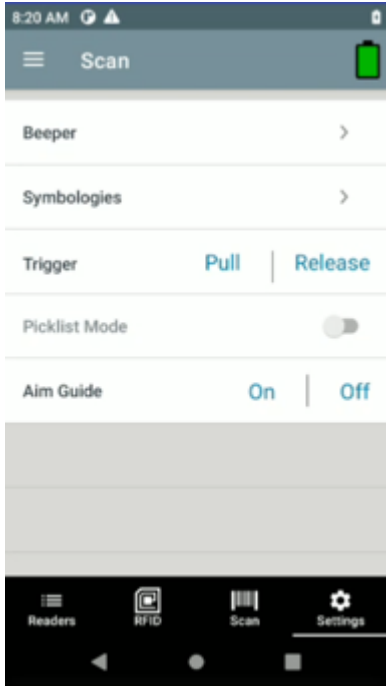 8:20 AM
Scan
Beeper
Symbologies
Trigger Pull Release
Picklist Mode
Aim Guide On Off
Readers RFID Scan Settings